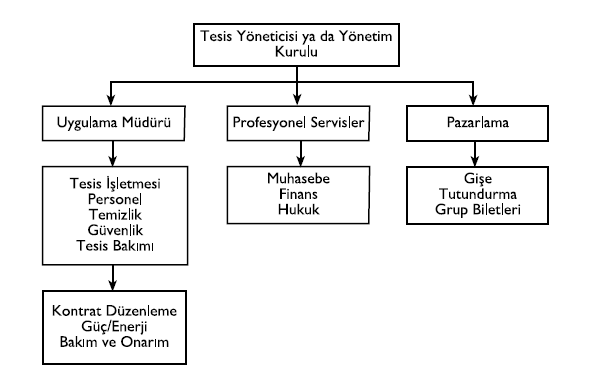 Tesis Yöneticisi ya da Yönetim
Kurulu
Uygulama Müdürü
Profesyonel Servisler
Pazarlama
Tesis İşletmesi
Personel
Temizlik
Güvenlik
Tesis Bakımı
Muhasebe
Finans
Hukuk
Gişe
Tutundurma
Grup Biletleri
Kontrat Düzenleme
Güç/Enerji
Bakım ve Onarım